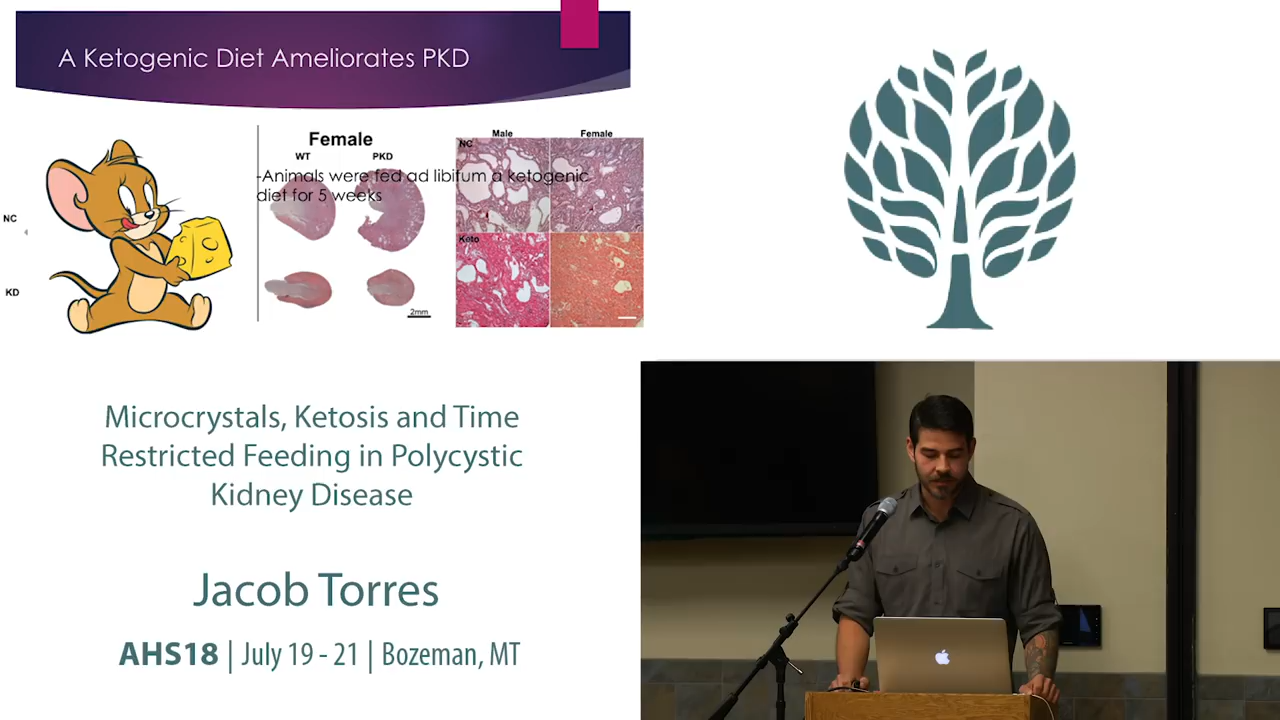 A Ketogenic Diet Ameliorates PKD
Female
WT PKD
Male Female
NC
-Animals were fed ad libitum a ketogenic
diet for 5 weeks
NC
Keto
KD
2mm
Microcrystals, Ketosis and Time
Restricted Feeding in Polycystic
Kidney Disease
Jacob Torres
AHS18 | July 19 - 21 | Bozeman, MT